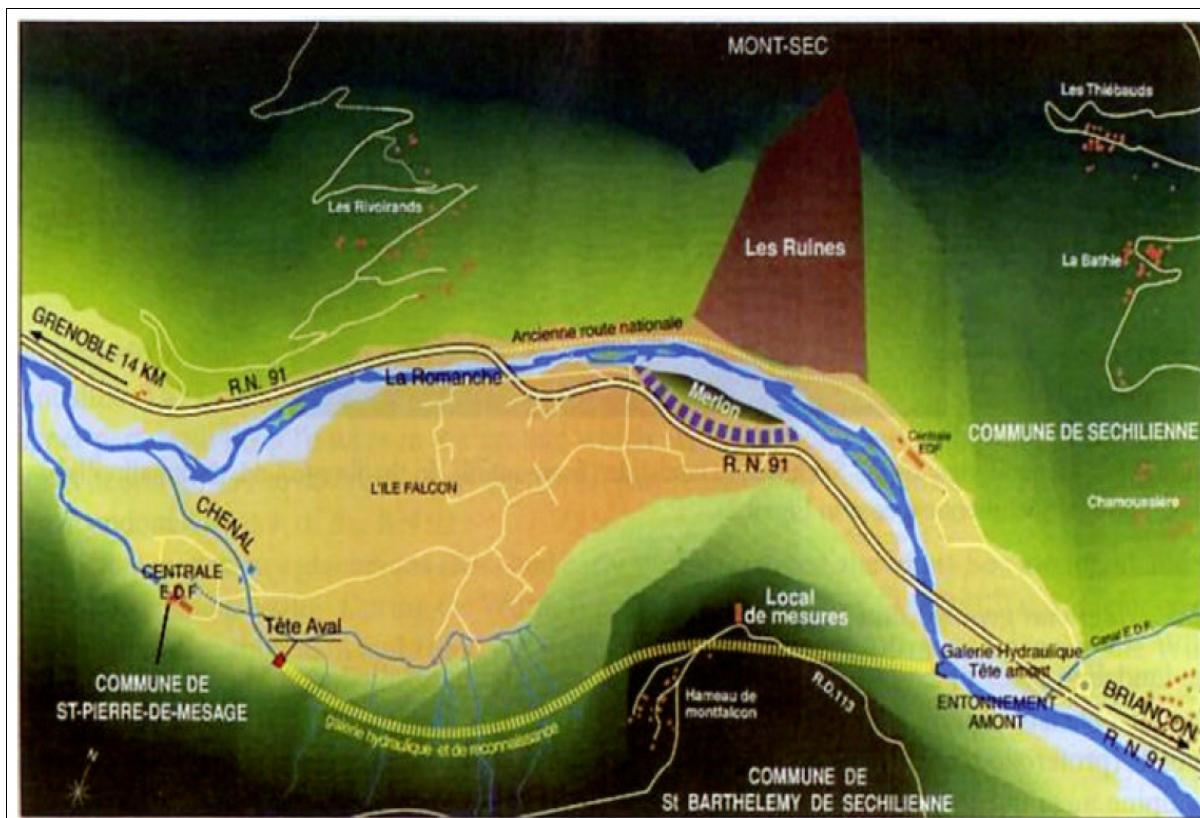 MONT-SEC
Les Thiébauds
Les Rivoirands
Les Ruines
La Bathie
Ancienne route nationale
GRENOBLE 14 KM
R.N. 91
La Romanche
Merlon
Centrale
EDF
COMMUNE DE SECHILIENNE
R.N. 91
L'ILE FALCON
Chamoussière
CHENAL
CENTRALE
E.D.F
Local
de mesures
Tête Aval
Canal E.D.F.
Galerie Hydraulique
Tête amont
COMMUNE DE
ST-PIERRE-DE-MESAGE
Hameau de
montfalcon
R.D.113
ENTONNEMENT
AMONT
BRIANÇON
R.N. 91
galerie hydraulique et de reconnaissance
N
COMMUNE DE
St BARTHELEMY DE SECHILIENNE